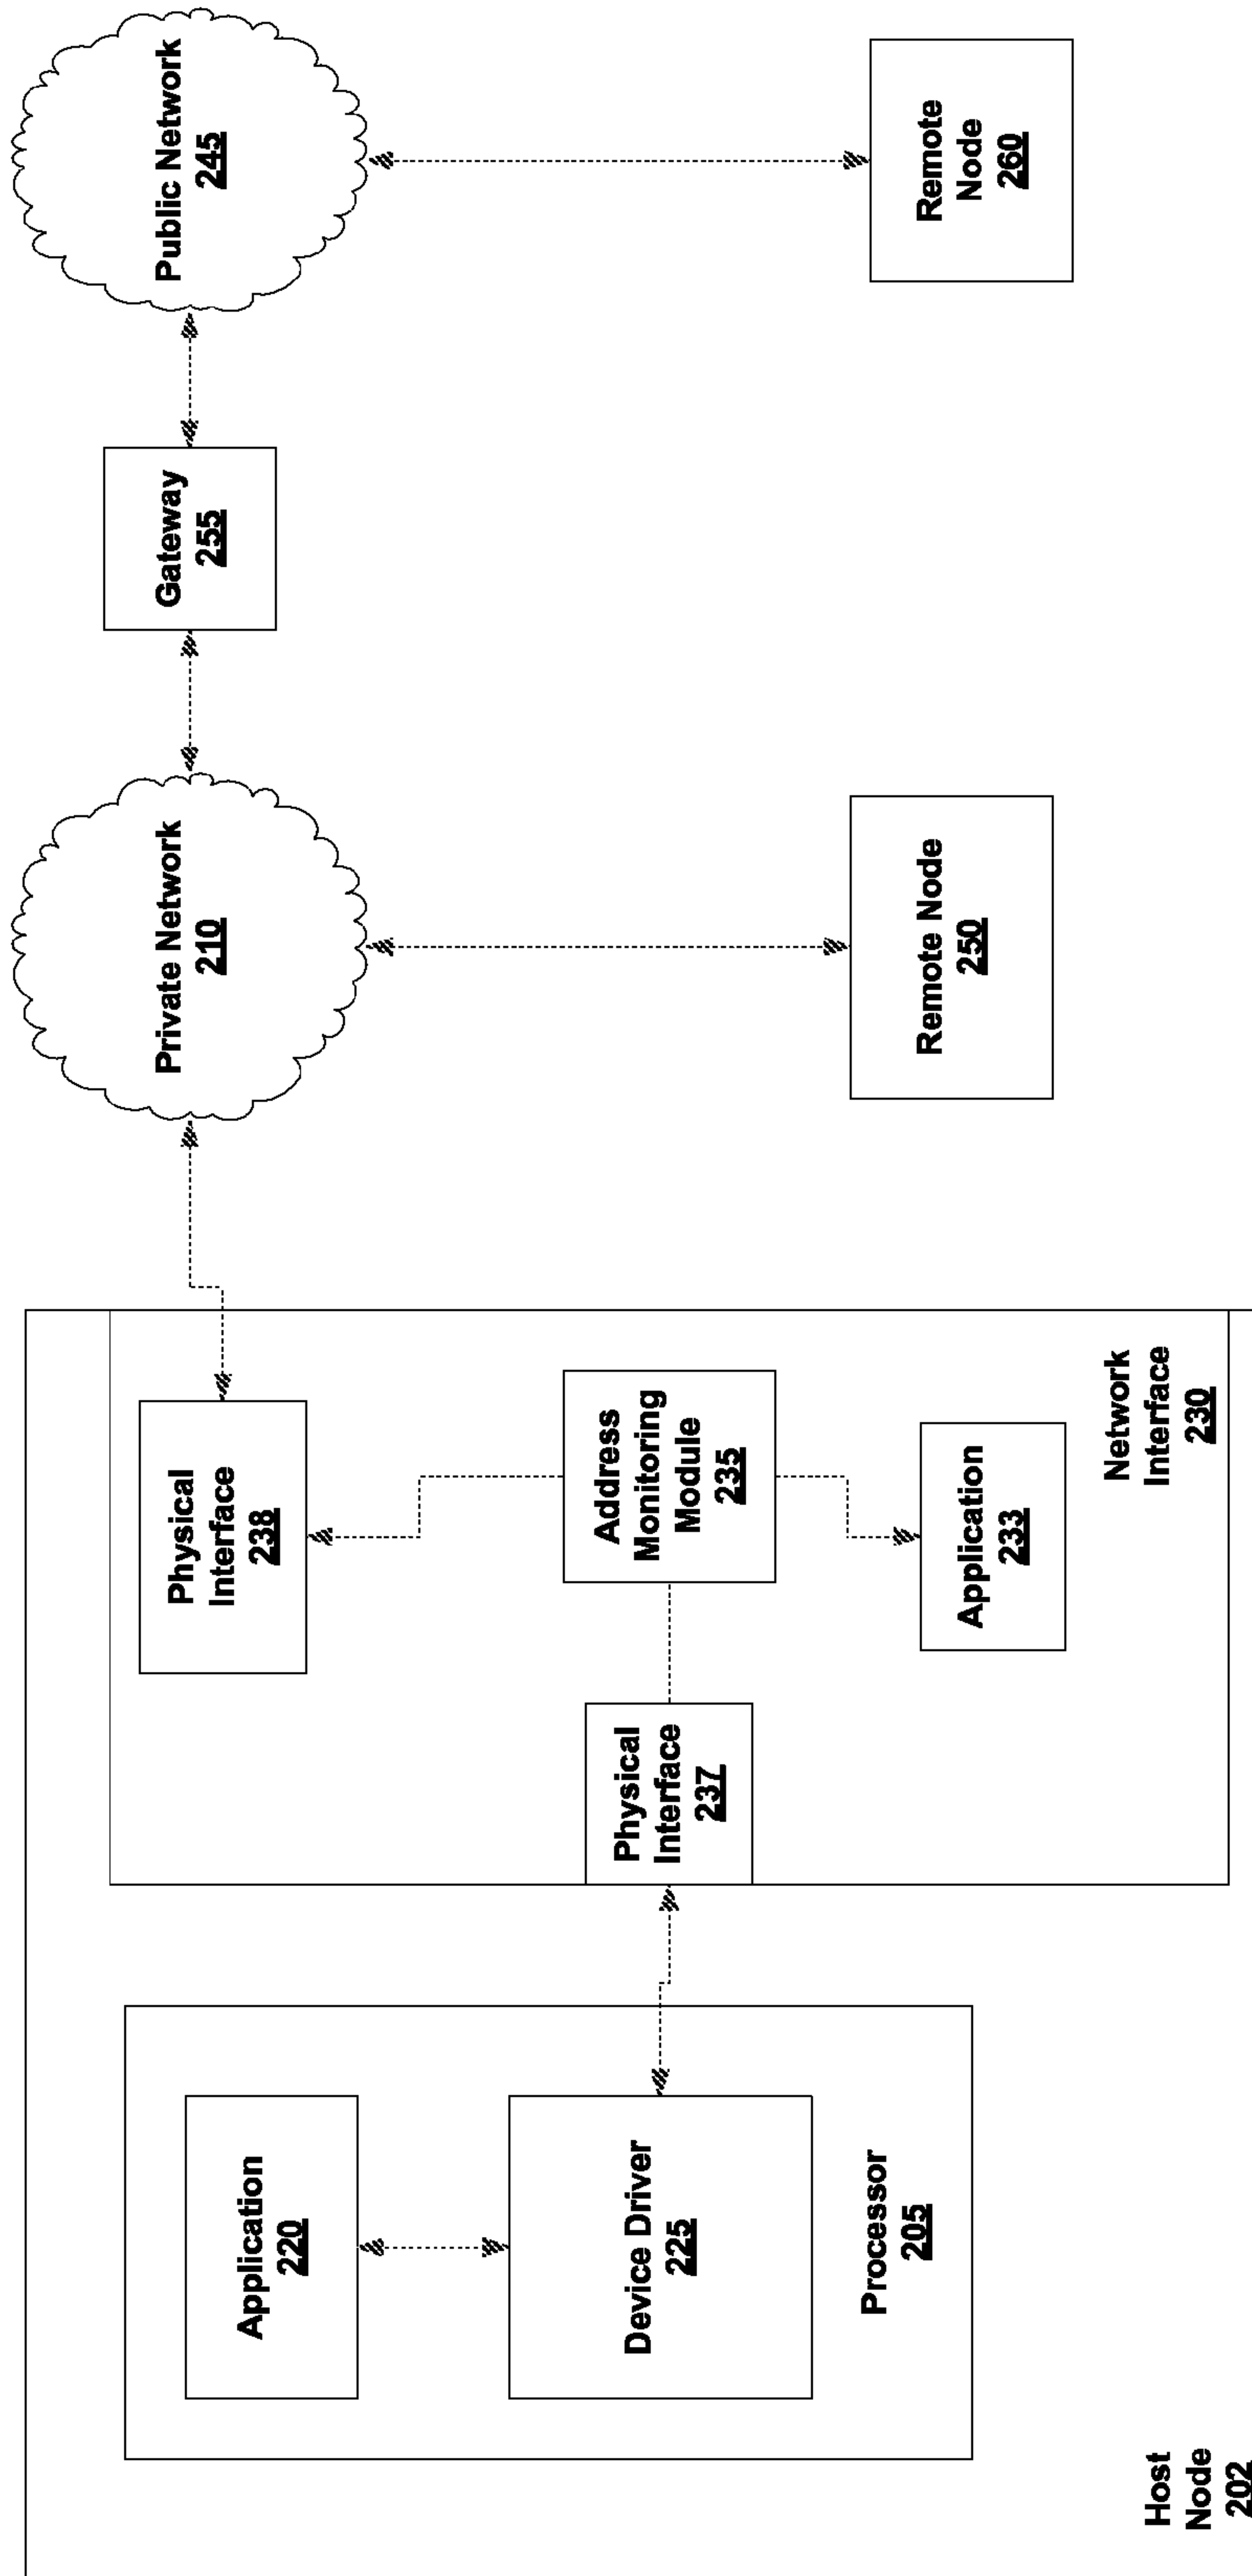 Host
Node
202
Processor
205
Application
220
Device Driver
225
Network
Interface
230
Physical
Interface
237
Physical
Interface
238
Address
Monitoring
Module
235
Application
233
Private Network
210
Remote Node
250
Gateway
255
Public Network
245
Remote
Node
260